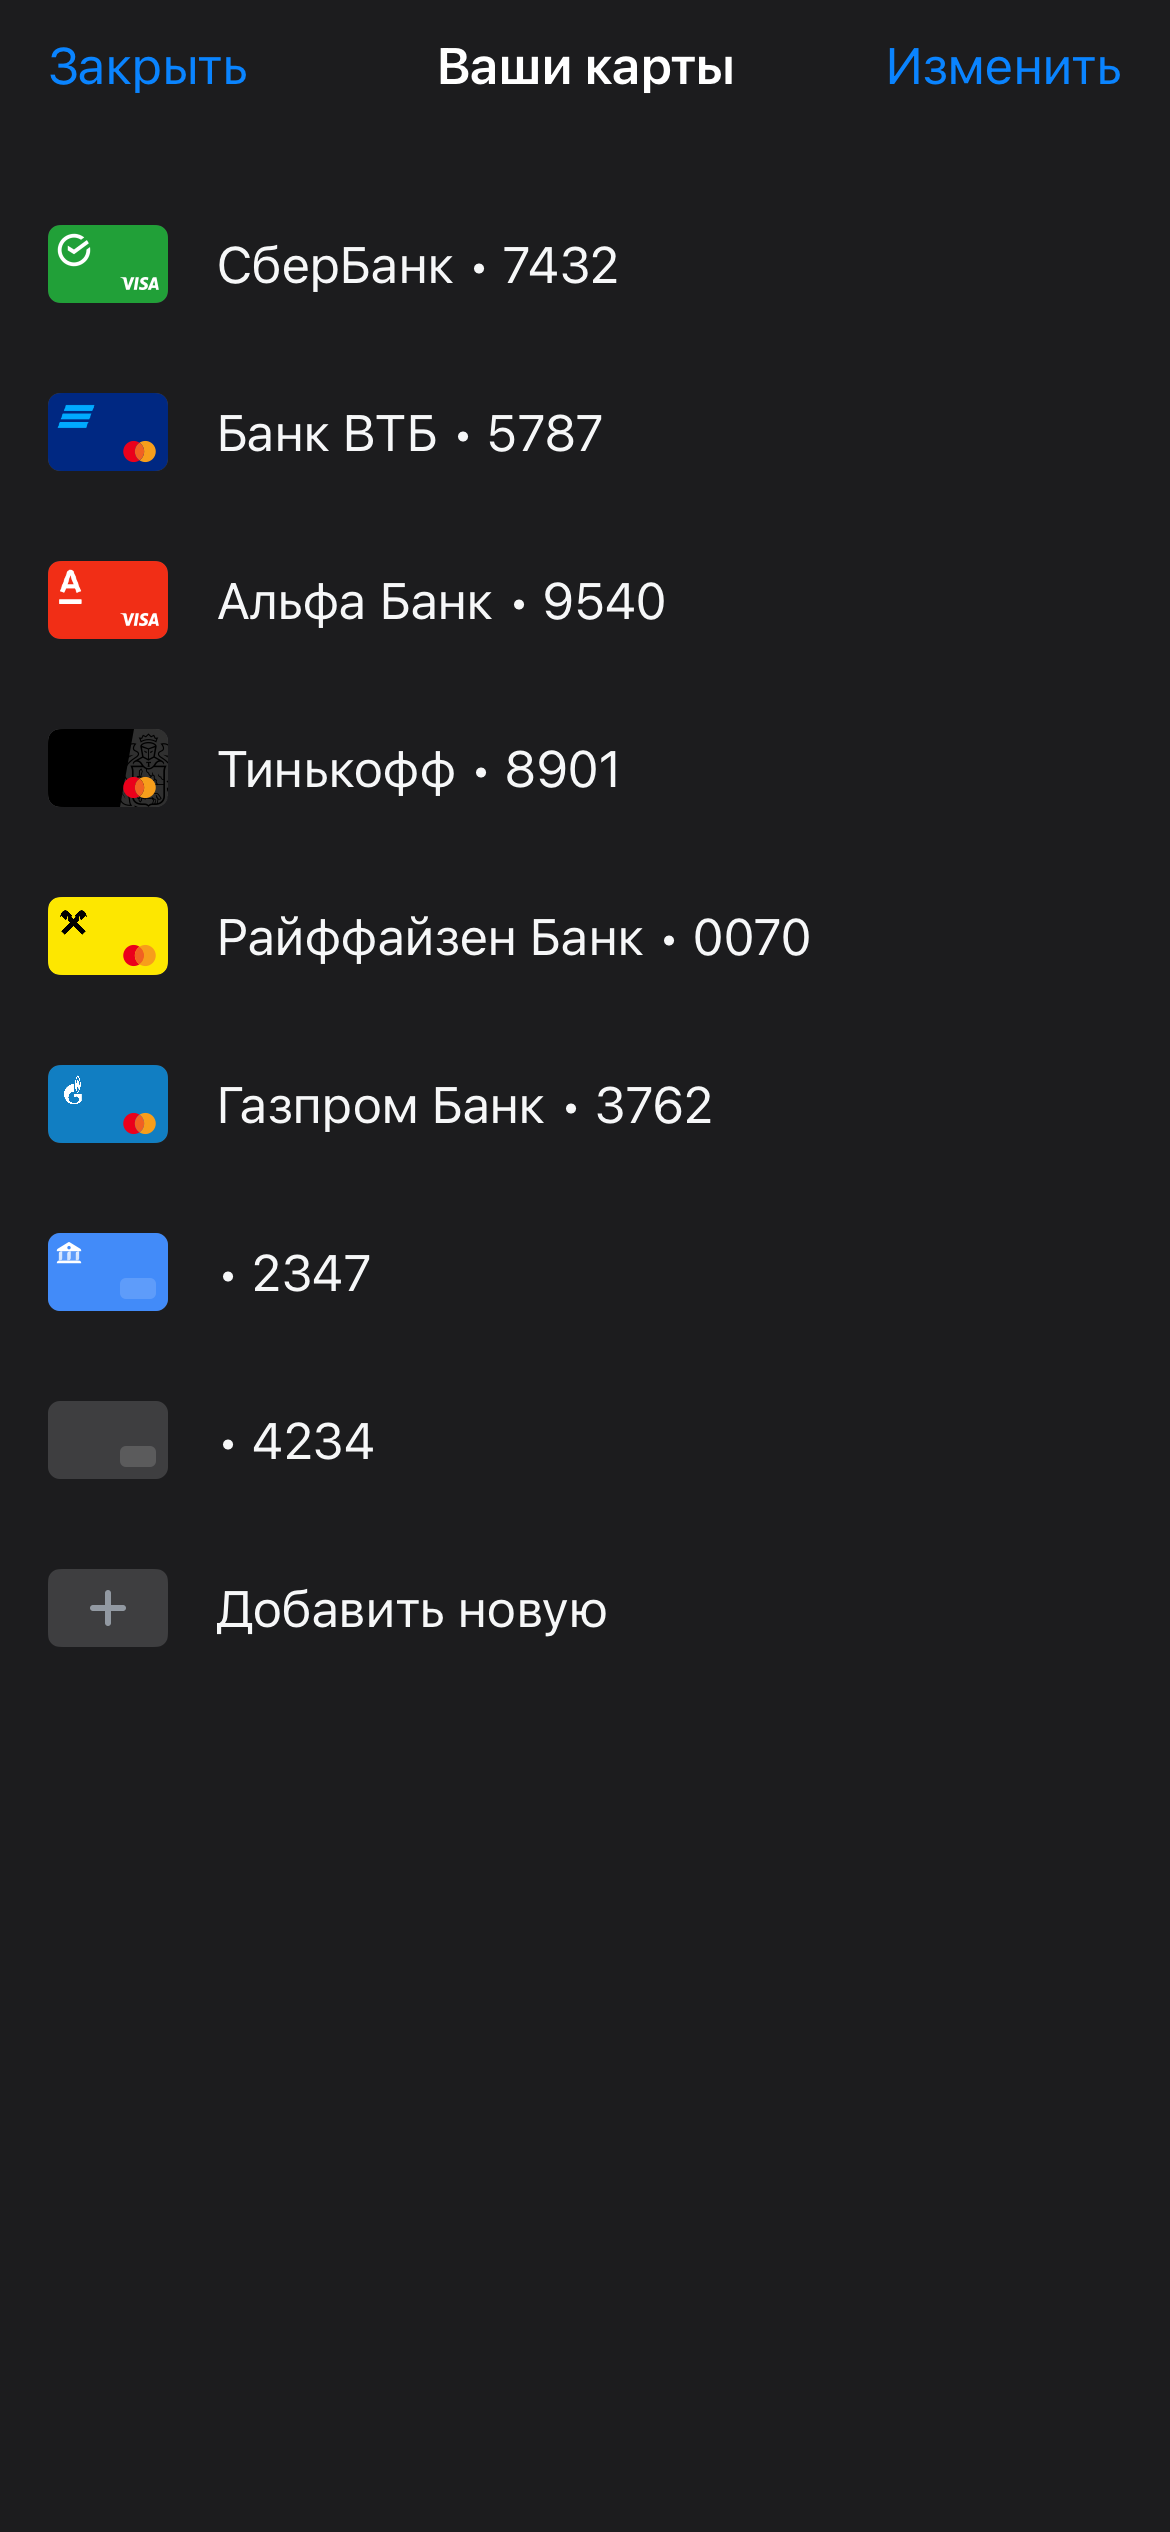 Закрыть Ваши карты Изменить
VISA
СберБанк • 7432
Банк ВТБ • 5787
А
VISA
Альфа Банк • 9540
Тинькофф • 8901
Райффайзен Банк • 0070
Газпром Банк • 3762
• 2347
• 4234
Добавить новую